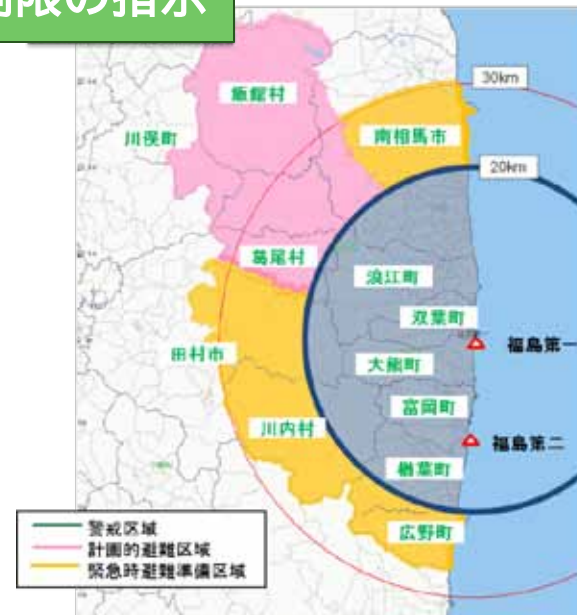 限の指示
30km
飯舘村
川俣町
南相馬市
20km
葛尾村
浪江町
双葉町
福島第一
田村市
大熊町
富岡町
川内村
福島第二
楢葉町
広野町
警戒区域
計画的避難区域
緊急時避難準備区域